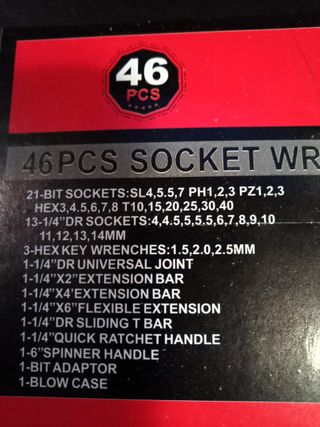 46
PCS
46 PCS SOCKET WR
21-BIT SOCKETS:SL4,5.5,7 PH1,2,3 PZ1,2,3
HEX3,4.5.6,7,8 T10,15,20,25,30,40
13-1/4"DR SOCKETS:4,4.5,5,5.5,6,7,8,9,10
11,12,13,14MM
3-HEX KEY WRENCHES:1.5,2.0,2.5MM
1-1/4"DR UNIVERSAL JOINT
1-1/4"X2"EXTENSION BAR
1-1/4"X4'EXTENSION BAR
1-1/4"X6"FLEXIBLE EXTENSION
1-1/4"DR SLIDING T BAR
1-1/4"QUICK RATCHET HANDLE
1-6"SPINNER HANDLE
1-BIT ADAPTOR
1-BLOW CASE